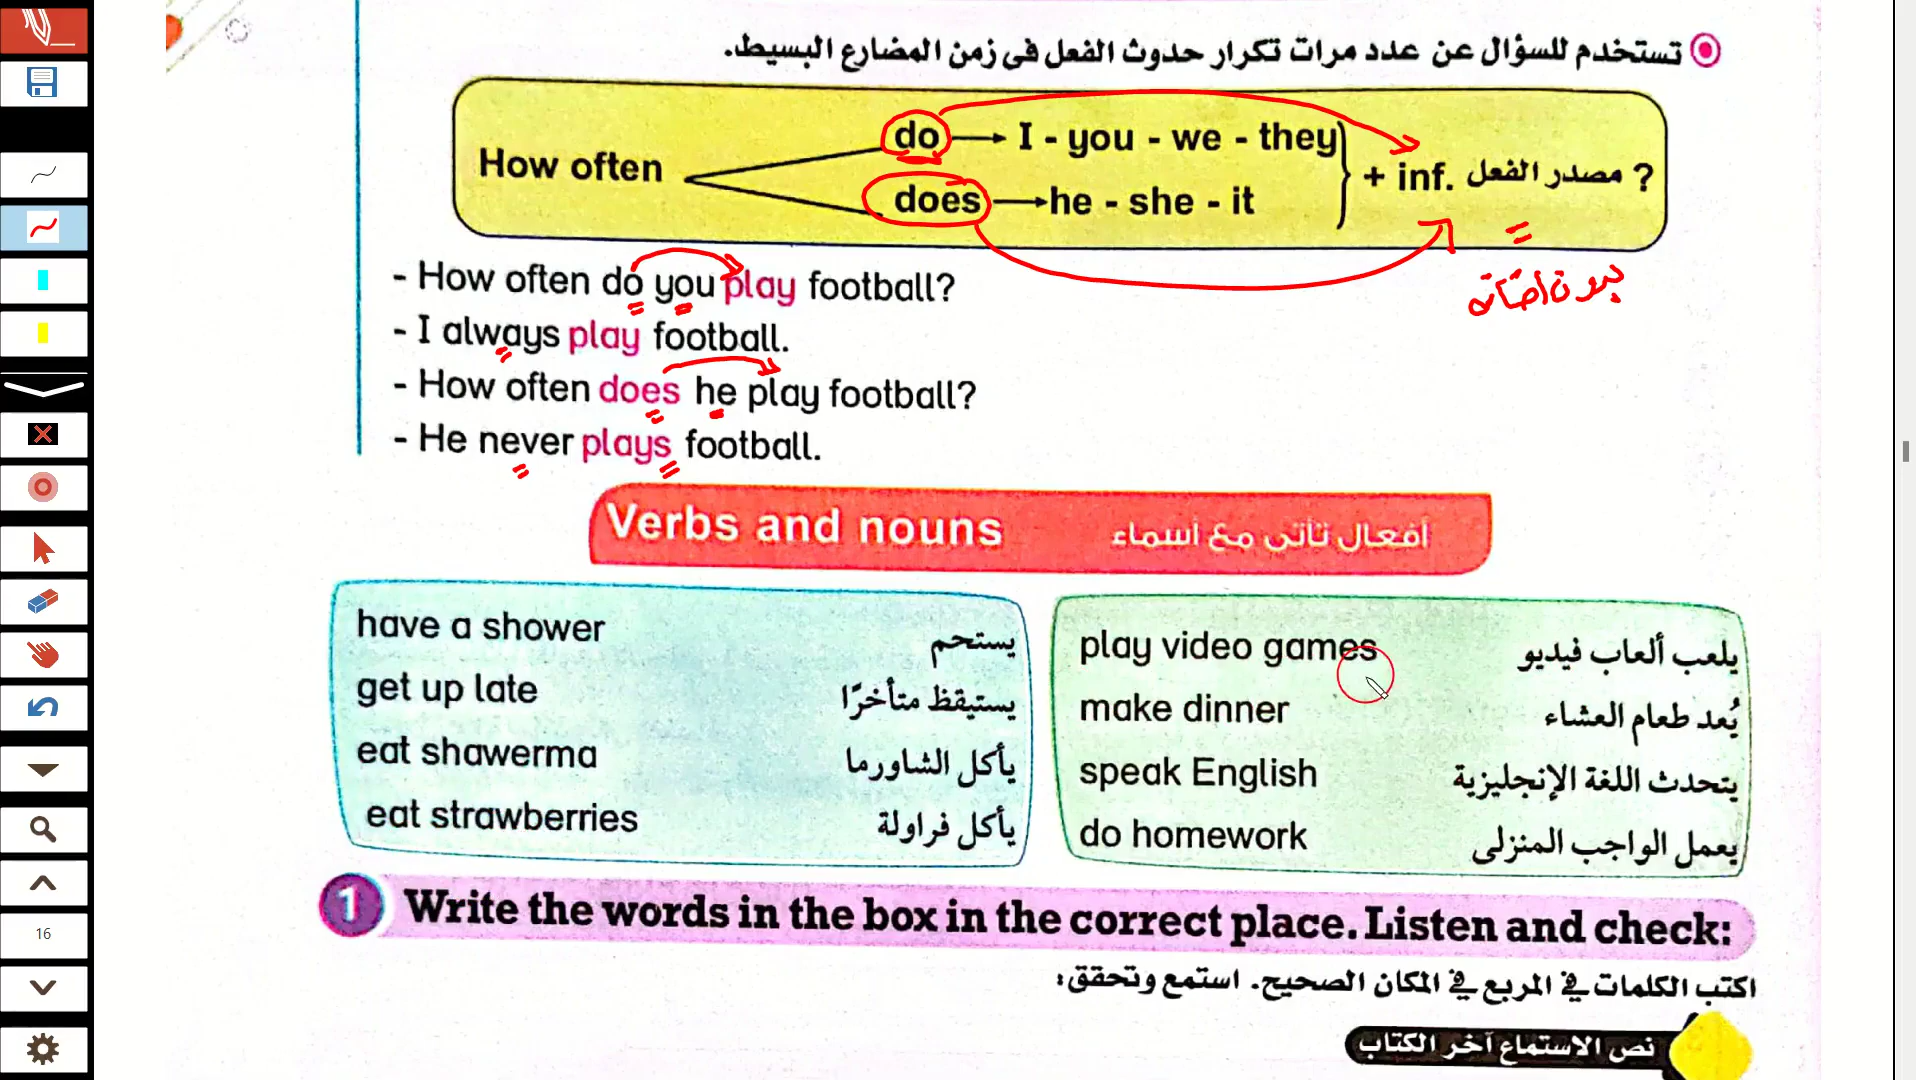 تستخدم للسؤال عن عدد مرات تكرار حدوث الفعل فى زمن المضارع البسيط.
How often
do → I - you - we - they
does → he - she - it
+ inf. مصدر الفعل ?
بدون اضافه
- How often do you play football?
- I always play football.
- How often does he play football?
- He never plays football.
Verbs and nouns أفعال تأتى مع أسماء
have a shower يستحم
get up late يستيقظ متأخرًا
eat shawerma يأكل الشاورما
eat strawberries يأكل فراولة
play video games يلعب ألعاب فيديو
make dinner يُعد طعام العشاء
speak English يتحدث اللغة الإنجليزية
do homework يعمل الواجب المنزلى
1 Write the words in the box in the correct place. Listen and check:
اكتب الكلمات في المربع في المكان الصحيح. استمع وتحقق:
نص الاستماع آخر الكتاب
16